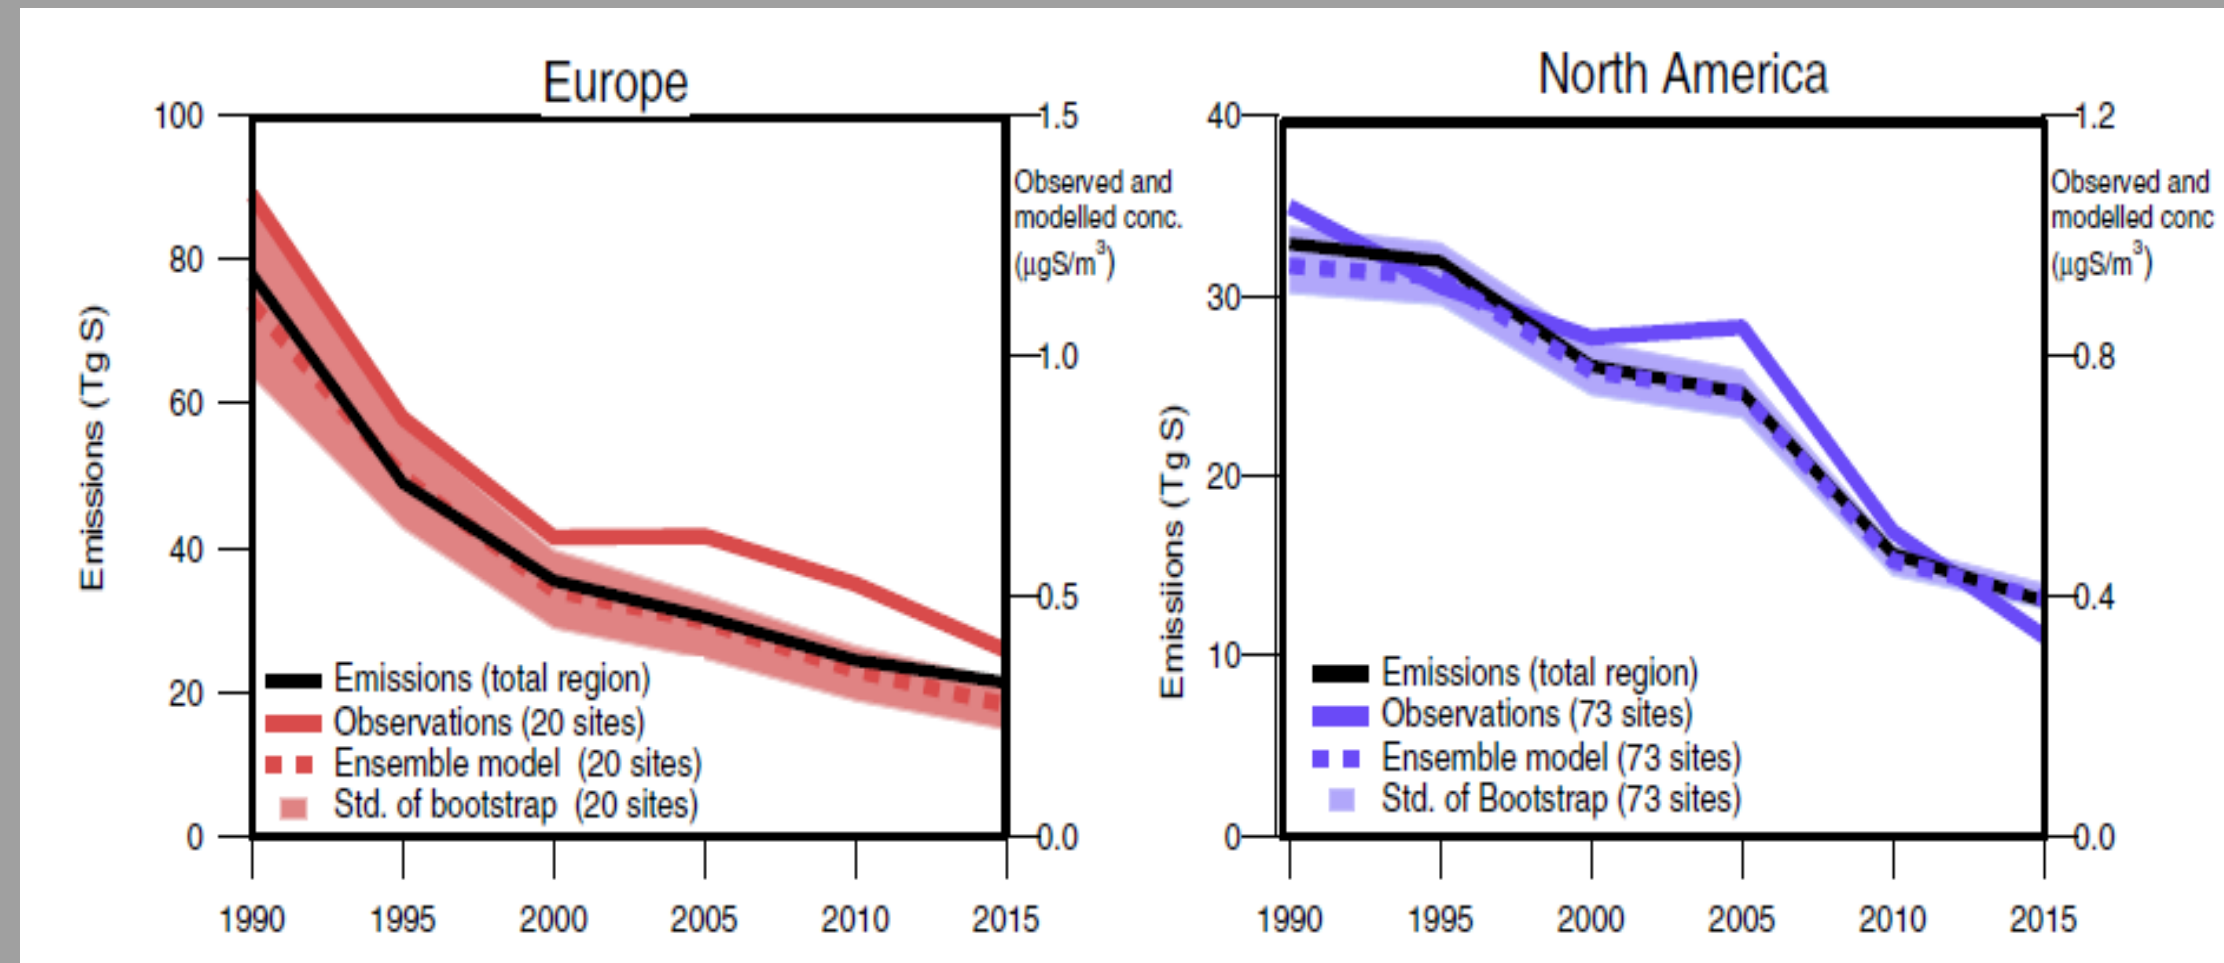 Europe
100
80
60
40
20
0
Emissions (Tg S)
1.5
1.0
0.5
0.0
Observed and
modelled conc.
(µgS/m³)
Emissions (total region)
Observations (20 sites)
Ensemble model (20 sites)
Std. of bootstrap (20 sites)
1990 1995 2000 2005 2010 2015
North America
40
30
20
10
0
Emissiions (Tg S)
1.2
0.8
0.4
0.0
Observed and
modelled conc
(µgS/m³)
Emissions (total region)
Observations (73 sites)
Ensemble model (73 sites)
Std. of Bootstrap (73 sites)
1990 1995 2000 2005 2010 2015